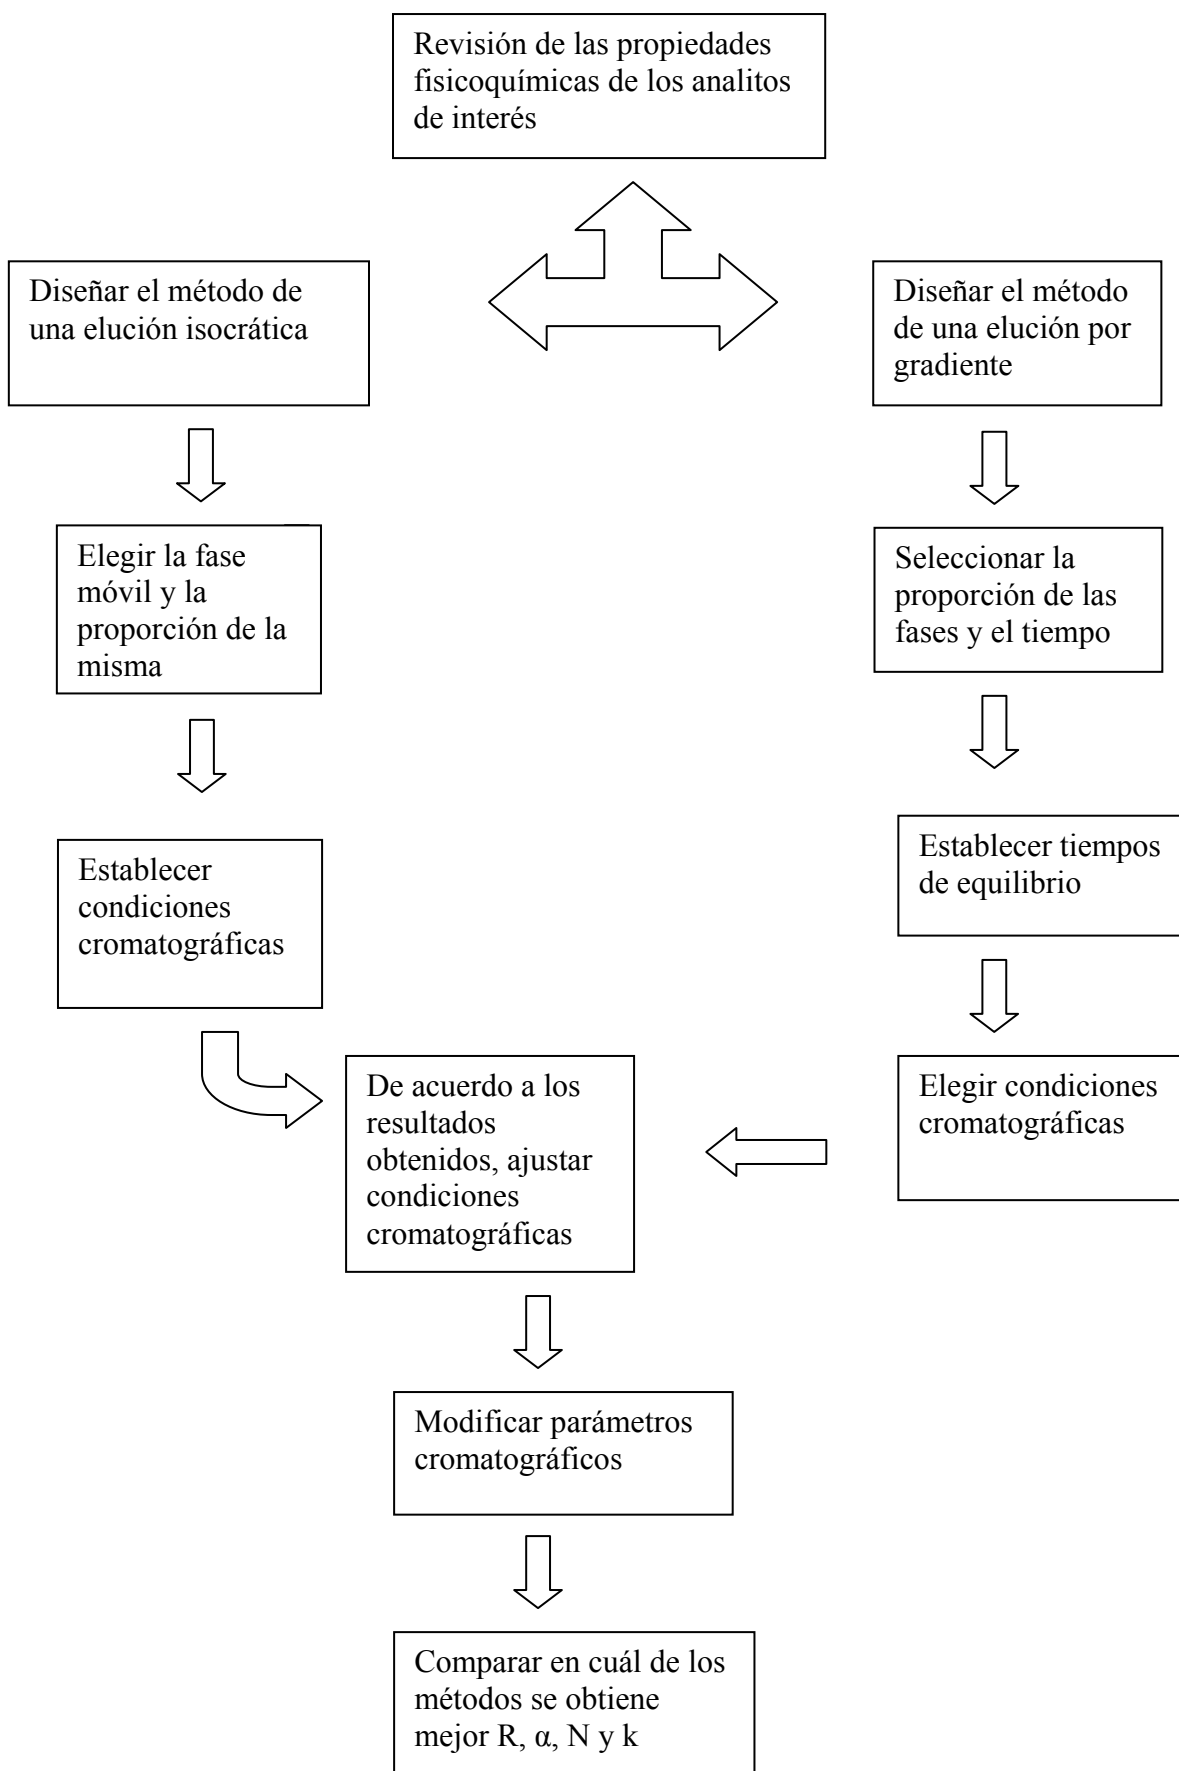 Revisión de las propiedades
fisicoquímicas de los analitos
de interés
Diseñar el método de
una elución isocrática
Diseñar el método
de una elución por
gradiente
Elegir la fase
móvil y la
proporción de la
misma
Seleccionar la
proporción de las
fases y el tiempo
Establecer
condiciones
cromatográficas
Establecer tiempos
de equilibrio
De acuerdo a los
resultados
obtenidos, ajustar
condiciones
cromatográficas
Elegir condiciones
cromatográficas
Modificar parámetros
cromatográficos
Comparar en cuál de los
métodos se obtiene
mejor R, α, N y k